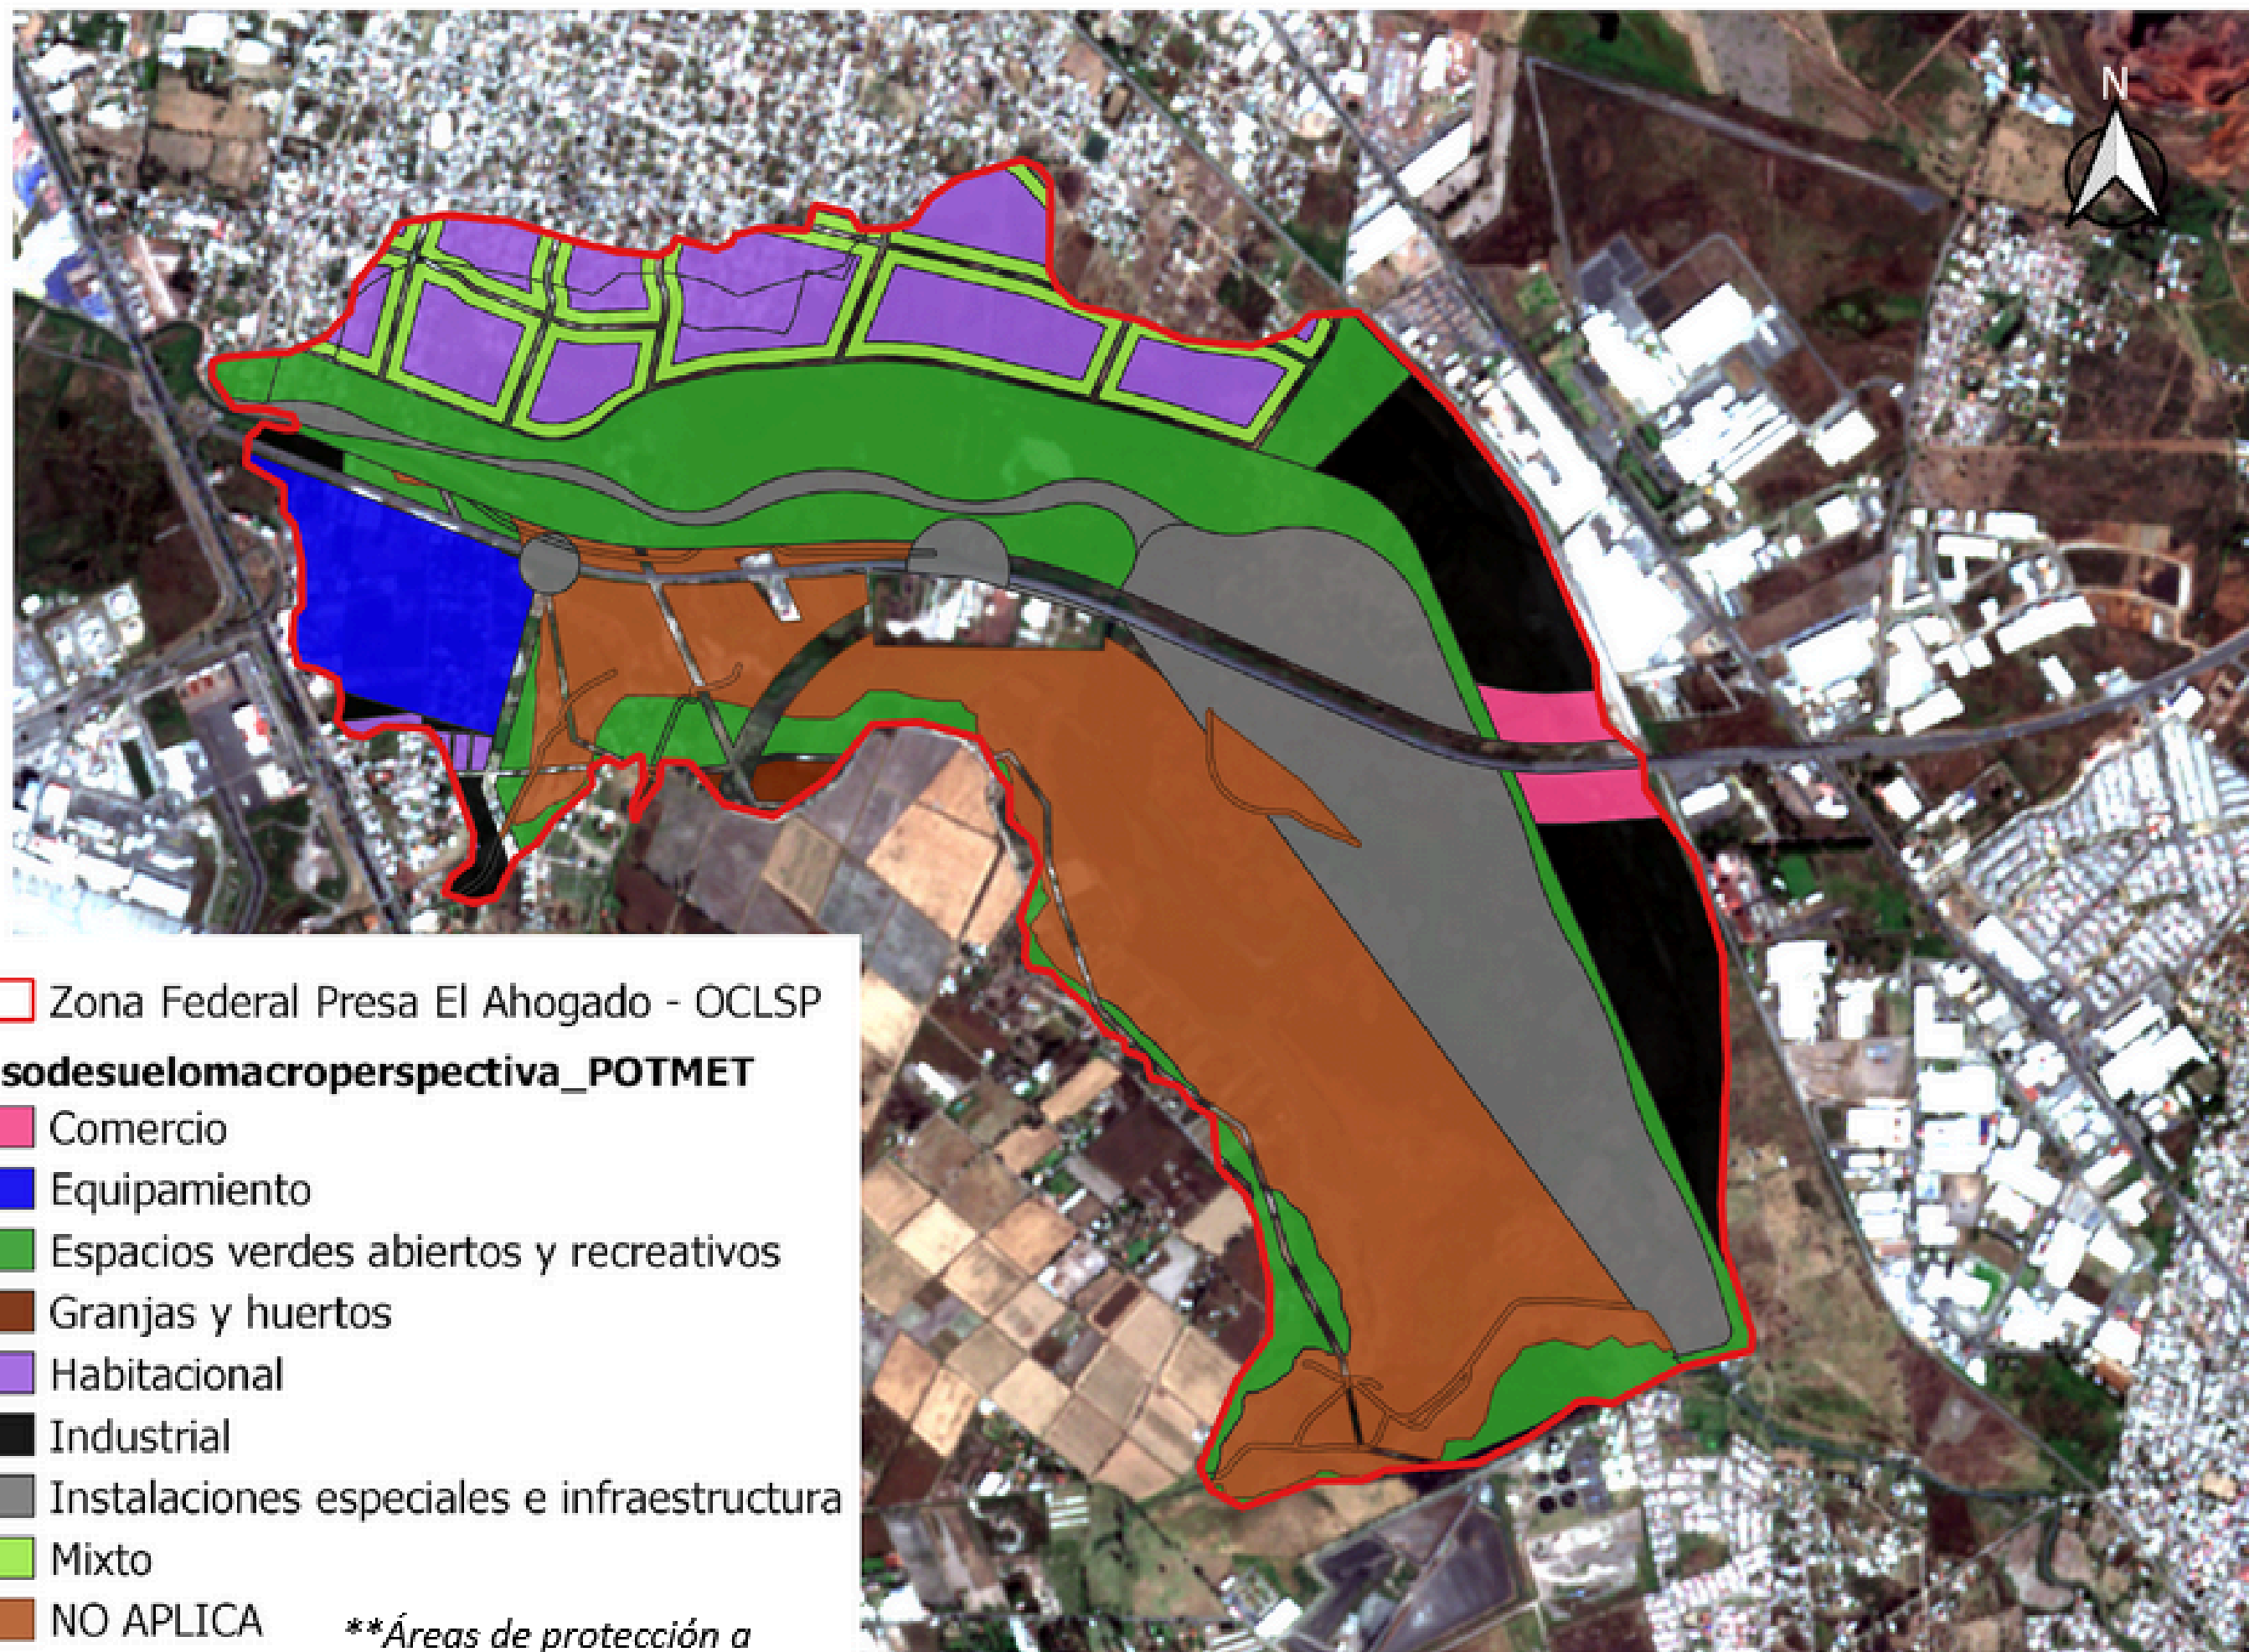 N
Zona Federal Presa El Ahogado - OCLSP
sodesuelomacroperspectiva_POTMET
Comercio
Equipamiento
Espacios verdes abiertos y recreativos
Granjas y huertos
Habitacional
Industrial
Instalaciones especiales e infraestructura
Mixto
NO APLICA
**Áreas de protección a